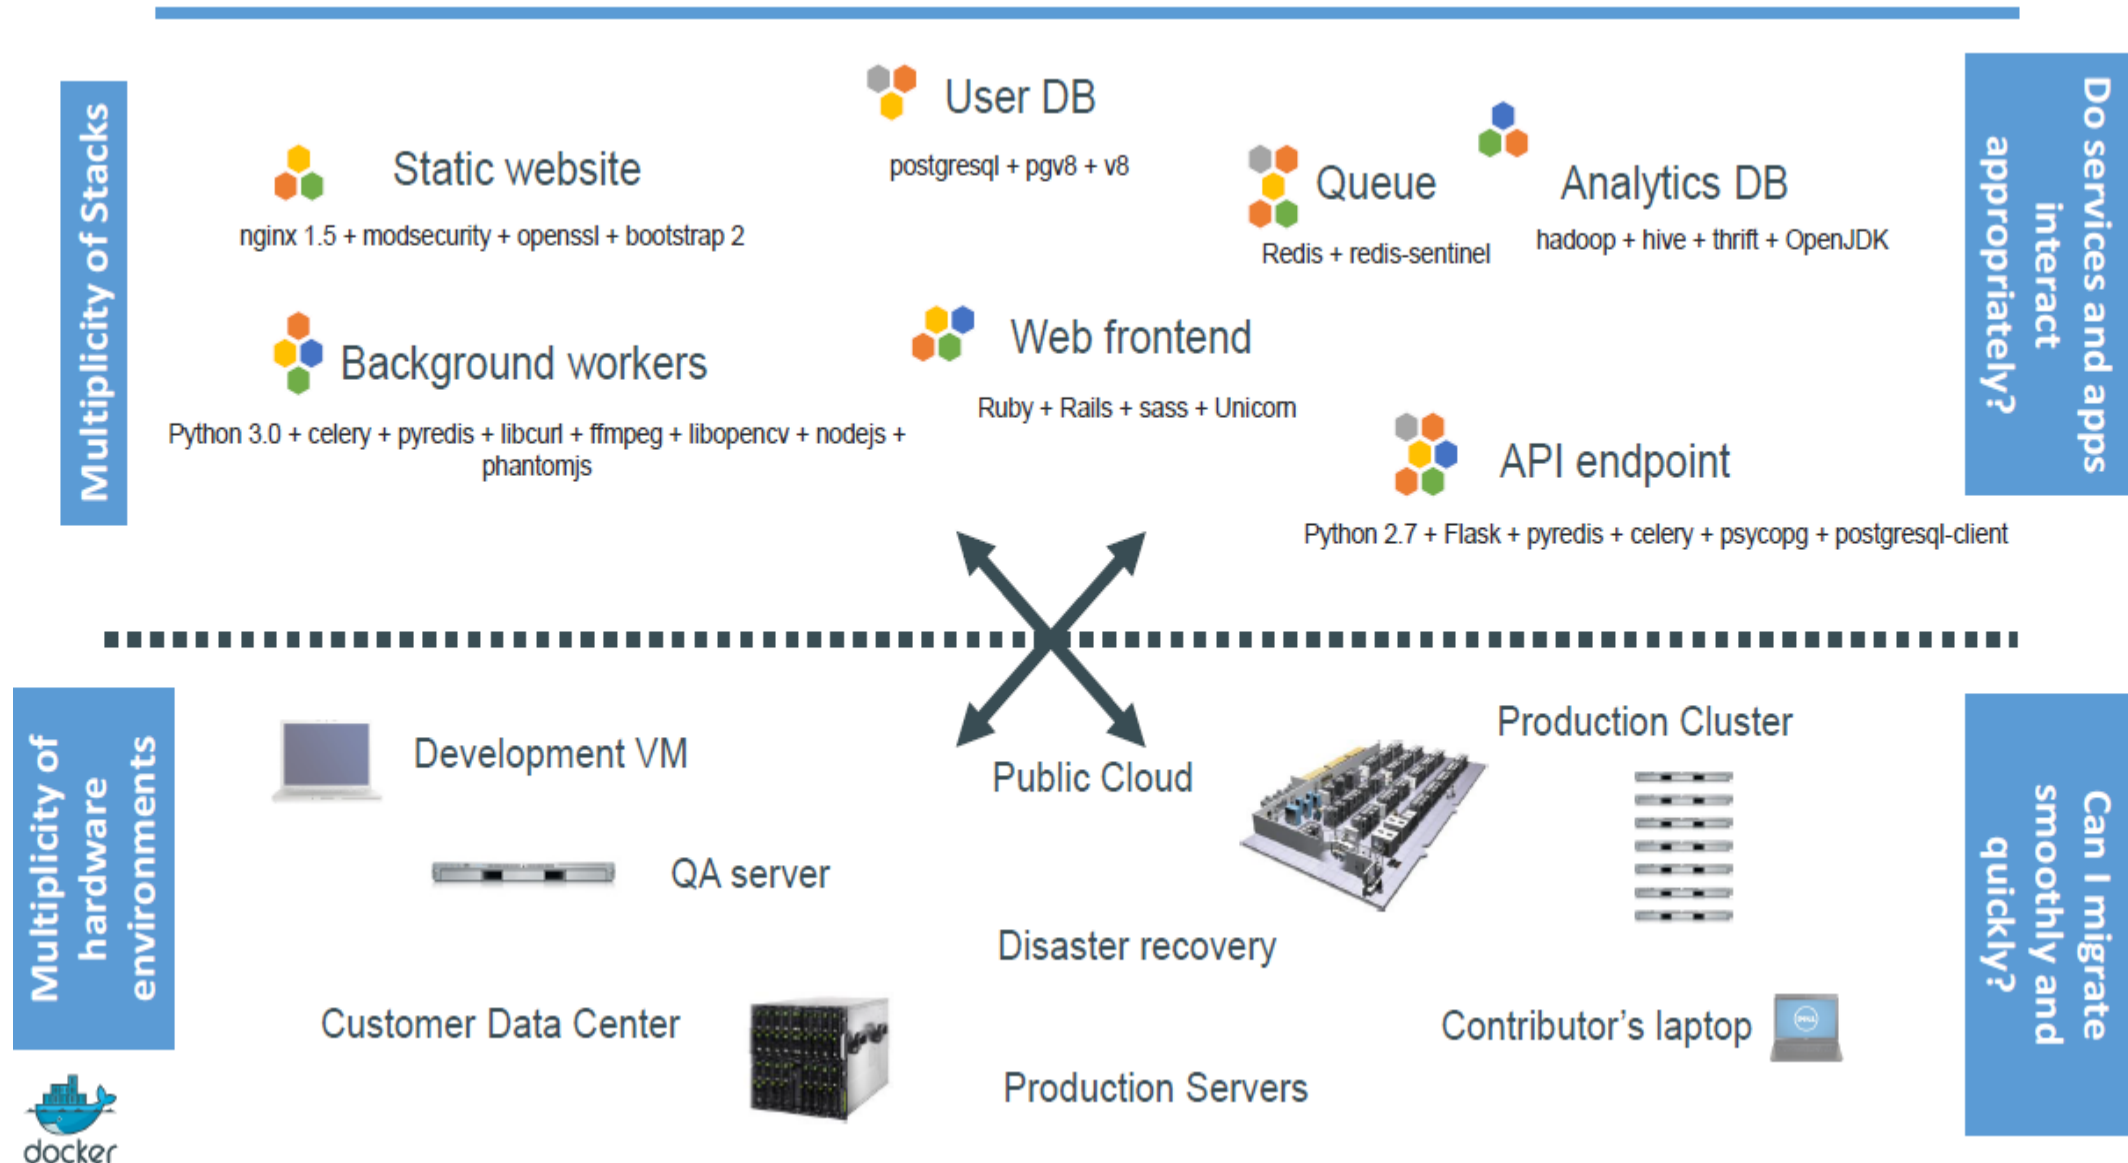 Multiplicity of Stacks
Static website
nginx 1.5 + modsecurity + openssl + bootstrap 2
User DB
postgresql + pgv8 + v8
Queue
Redis + redis-sentinel
Analytics DB
hadoop + hive + thrift + OpenJDK
Background workers
Python 3.0 + celery + pyredis + libcurl + ffmpeg + libopencv + nodejs +
phantomjs
Web frontend
Ruby + Rails + sass + Unicorn
API endpoint
Python 2.7 + Flask + pyredis + celery + psycopg + postgresql-client
Do services and apps
interact
appropriately?
Multiplicity of
hardware
environments
Development VM
QA server
Customer Data Center
Public Cloud
Disaster recovery
Production Servers
Production Cluster
Contributor’s laptop
DELL
Can I migrate
smoothly and
quickly?
docker